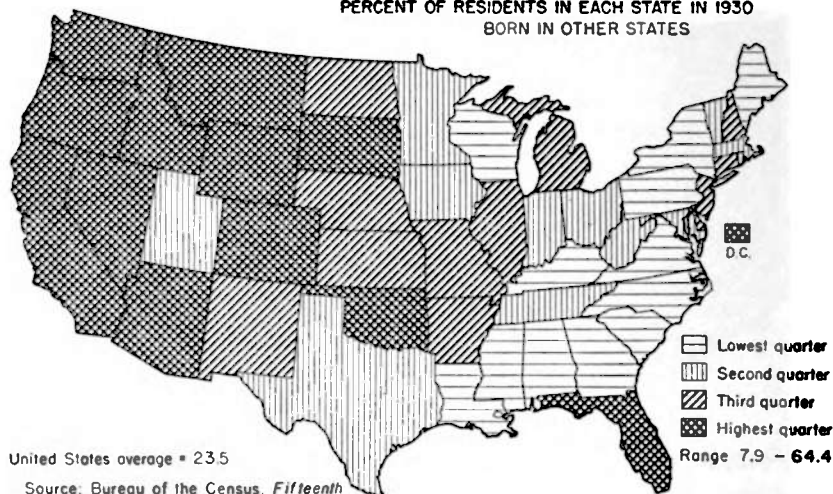 PERCENT OF RESIDENTS IN EACH STATE IN 1930
BORN IN OTHER STATES
D.C.
Lowest quarter
Second quarter
Third quarter
Highest quarter
Range 7.9 - 64.4
United States average = 23.5
Source: Bureau of the Census, Fifteenth